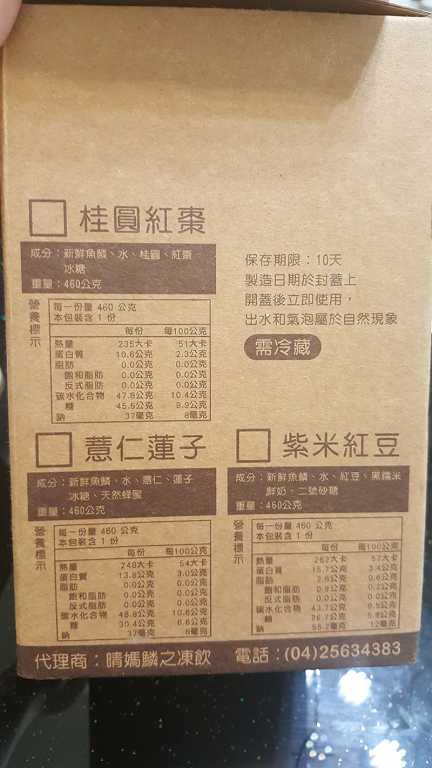 桂圓紅棗
成分：新鮮魚鱗、水、桂圓、紅棗
冰糖
重量：460公克
營養標示
每一份量 460 公克
本包裝含 1 份
每份 每100公克
熱量 235大卡 51大卡
蛋白質 10.6公克 2.3公克
脂肪 0.0公克 0.0公克
飽和脂肪 0.0公克 0.0公克
反式脂肪 0.0公克 0.0公克
碳水化合物 47.8公克 10.4公克
糖 45.5公克 9.9公克
鈉 37毫克 8毫克
保存期限：10天
製造日期於封蓋上
開蓋後立即使用，
出水和氣泡屬於自然現象
需冷藏
薏仁蓮子
成分：新鮮魚鱗、水、薏仁、蓮子
冰糖、天然蜂蜜
重量：460公克
營養標示
每一份量 460 公克
本包裝含 1 份
每份 每100公克
熱量 248大卡 54大卡
蛋白質 13.8公克 3.0公克
脂肪 0.0公克 0.0公克
飽和脂肪 0.0公克 0.0公克
反式脂肪 0.0公克 0.0公克
碳水化合物 48.8公克 10.6公克
糖 30.4公克 6.6公克
鈉 37毫克 8毫克
紫米紅豆
成分：新鮮魚鱗、水、紅豆、黑糯米
鮮奶、二號砂糖
重量：460公克
營養標示
每一份量 460 公克
本包裝含 1 份
每份 每100公克
熱量 262大卡 57大卡
蛋白質 15.7公克 3.4公克
脂肪 2.8公克 0.6公克
飽和脂肪 0.9公克 0.2公克
反式脂肪 0.0公克 0.0公克
碳水化合物 43.7公克 9.5公克
糖 26.7公克 5.8公克
鈉 55.2毫克 12毫克
代理商：晴媽鱗之凍飲 電話：(04)25634383